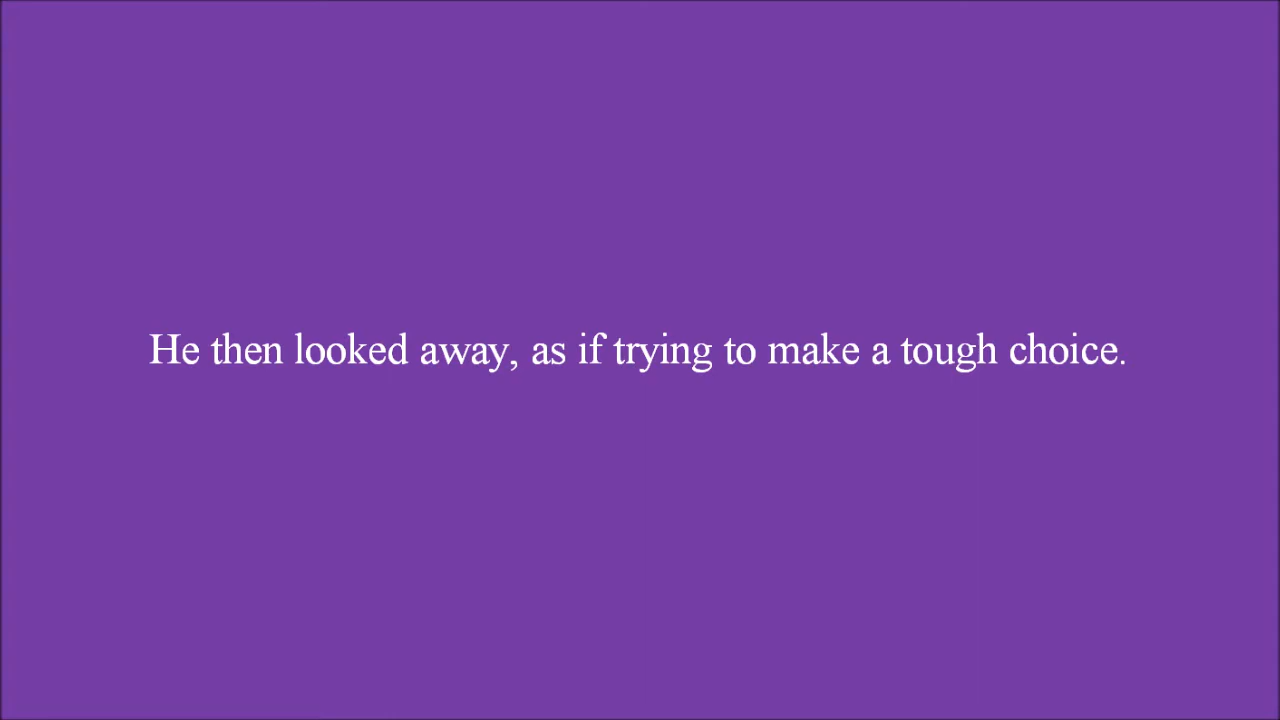 He then looked away, as if trying to make a tough choice.